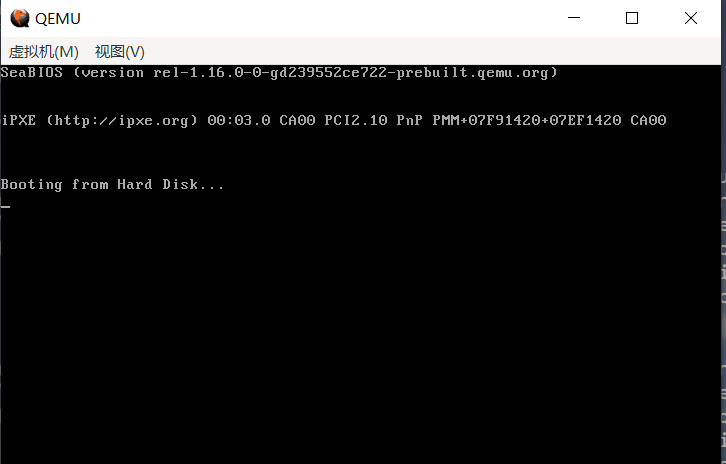 QEMU
虚拟机(M) 视图(V)
SeaBIOS (version rel-1.16.0-0-gd239552ce722-prebuilt.qemu.org)
iPXE (http://ipxe.org) 00:03.0 CA00 PCI2.10 PnP PMM+07F91420+07EF1420 CA00
Booting from Hard Disk...